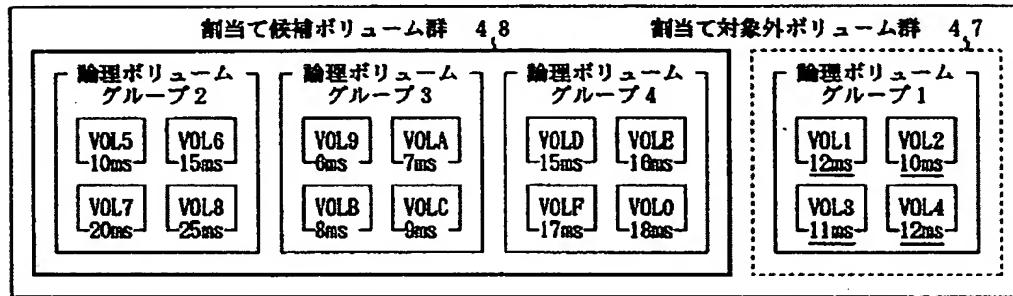 割当て候補ボリューム群 48 割当て対象外ボリューム群 47
論理ボリューム 論理ボリューム 論理ボリューム 論理ボリューム
グループ2 グループ3 グループ4 グループ1
VOL5 VOL6 VOL9 VOLA VOLD VOLE VOL1 VOL2
10ms 15ms 6ms 7ms 15ms 16ms 12ms 10ms
VOL7 VOL8 VOLB VOLC VOLF VOL0 VOL3 VOL4
20ms 25ms 8ms 9ms 17ms 18ms 11ms 12ms